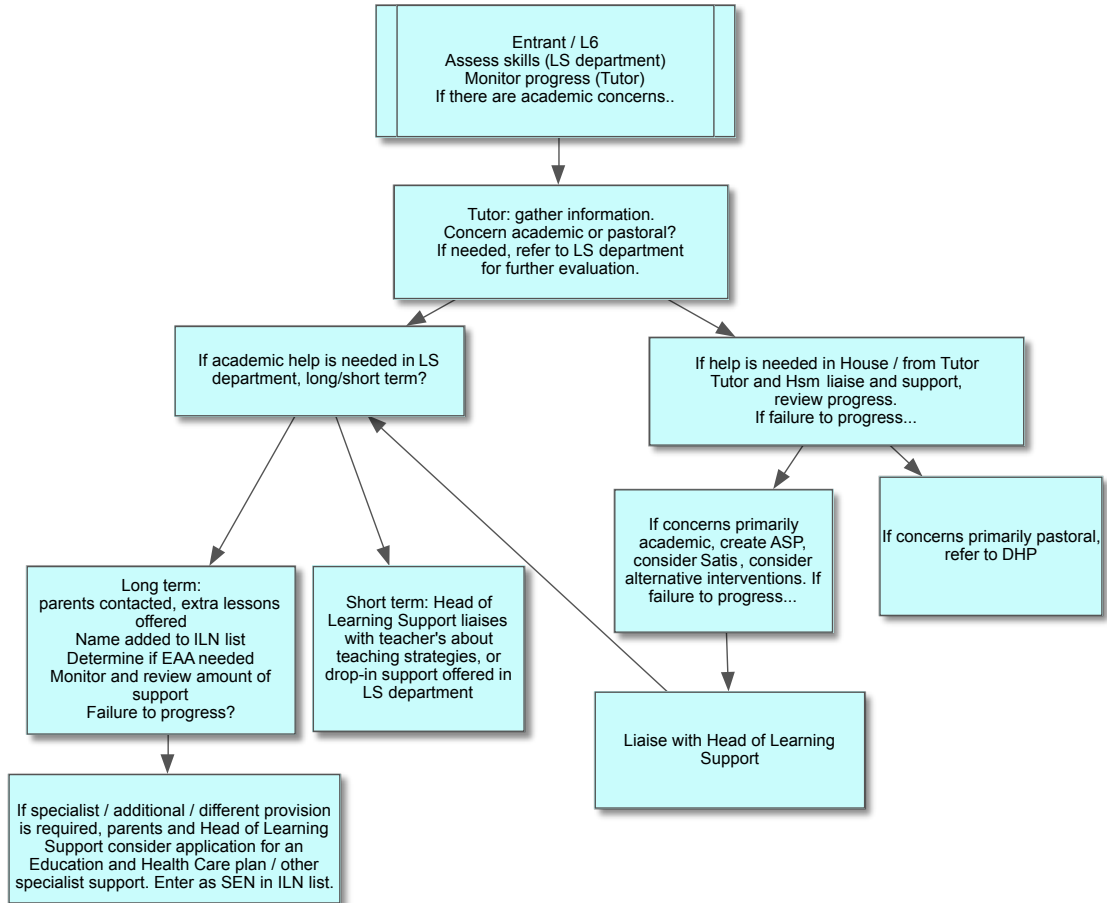 Entrant / L6
Assess skills (LS department)
Monitor progress (Tutor)
If there are academic concerns..
Tutor: gather information.
Concern academic or pastoral?
If needed, refer to LS department
for further evaluation.
If academic help is needed in LS
department, long/short term?
If help is needed in House / from Tutor
Tutor and Hsm liaise and support,
review progress.
If failure to progress...
If concerns primarily
academic, create ASP,
consider Satis, consider
alternative interventions. If
failure to progress...
If concerns primarily pastoral,
refer to DHP
Long term:
parents contacted, extra lessons
offered
Name added to ILN list
Determine if EAA needed
Monitor and review amount of
support
Failure to progress?
Short term: Head of
Learning Support liaises
with teacher's about
teaching strategies, or
drop-in support offered in
LS department
Liaise with Head of Learning
Support
If specialist / additional / different provision
is required, parents and Head of Learning
Support consider application for an
Education and Health Care plan / other
specialist support. Enter as SEN in ILN list.